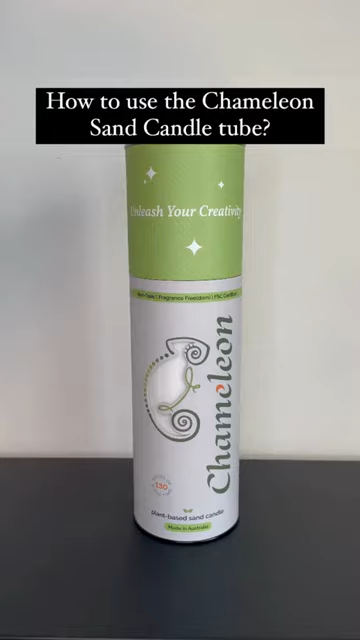 How to use the Chameleon
Sand Candle tube?
Unleash Your Creativity
Chameleon
130
plant-based sand candle
Made in Australia